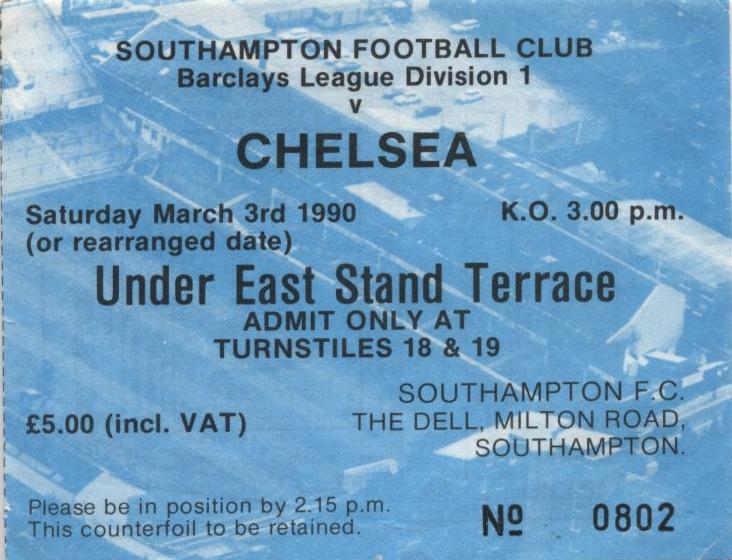 SOUTHAMPTON FOOTBALL CLUB
Barclays League Division 1
v
CHELSEA
Saturday March 3rd 1990 K.O. 3.00 p.m.
(or rearranged date)
Under East Stand Terrace
ADMIT ONLY AT
TURNSTILES 18 & 19
SOUTHAMPTON F.C.
£5.00 (incl. VAT) THE DELL, MILTON ROAD,
SOUTHAMPTON.
Please be in position by 2.15 p.m.
This counterfoil to be retained. Nº 0802